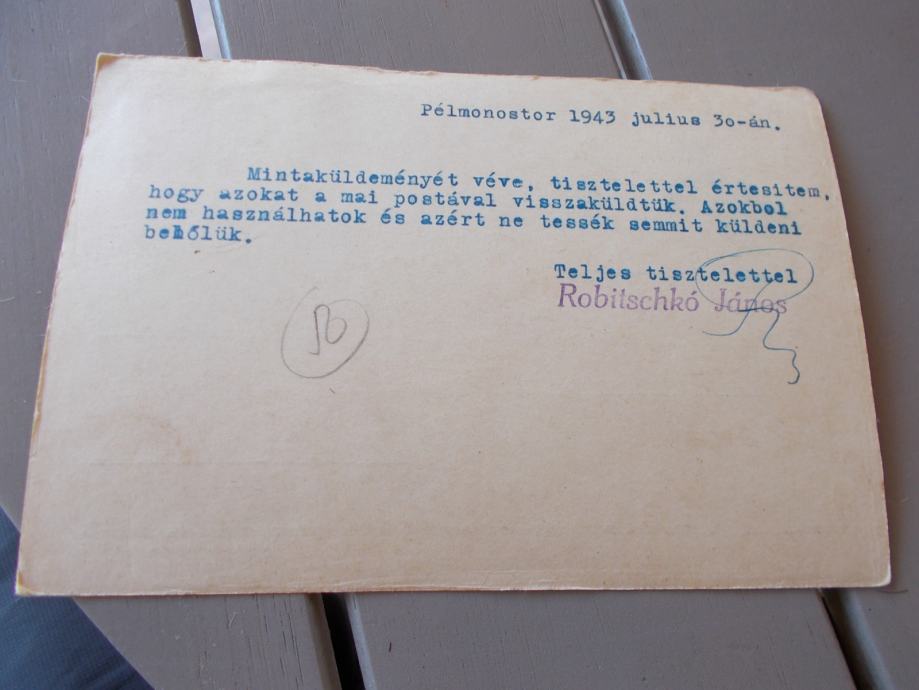 Pélmonostor 1943 julius 3o-án.
Mintaküldeményét véve, tisztelettel értesitem,
hogy azokat a mai postával visszaküldtük. Azokbol
nem használhatok és azért ne tessék semmit küldeni
belőlük.
Teljes tisztelettel
Robitschkó János